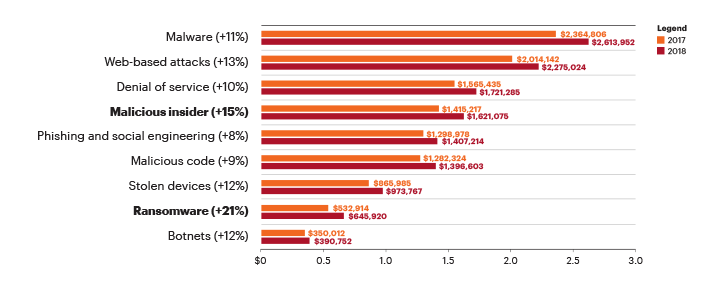 Legend
2017
2018
Malware (+11%)
$2,364,806
$2,613,952
Web-based attacks (+13%)
$2,014,142
$2,275,024
Denial of service (+10%)
$1,565,435
$1,721,285
Malicious insider (+15%)
$1,415,217
$1,621,075
Phishing and social engineering (+8%)
$1,298,978
$1,407,214
Malicious code (+9%)
$1,282,324
$1,396,603
Stolen devices (+12%)
$865,985
$973,767
Ransomware (+21%)
$532,914
$645,920
Botnets (+12%)
$350,012
$390,752
$0 0.5 1.0 1.5 2.0 2.5 3.0